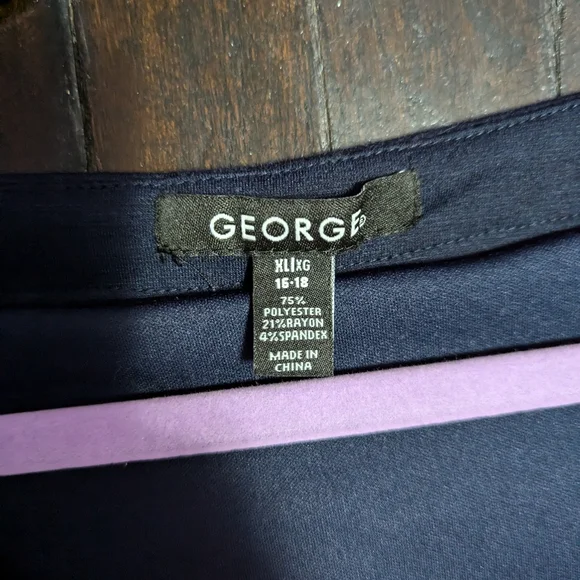 GEORGE
XL|XG
16-18
75%
POLYESTER
21%RAYON
4%SPANDEX
MADE IN
CHINA